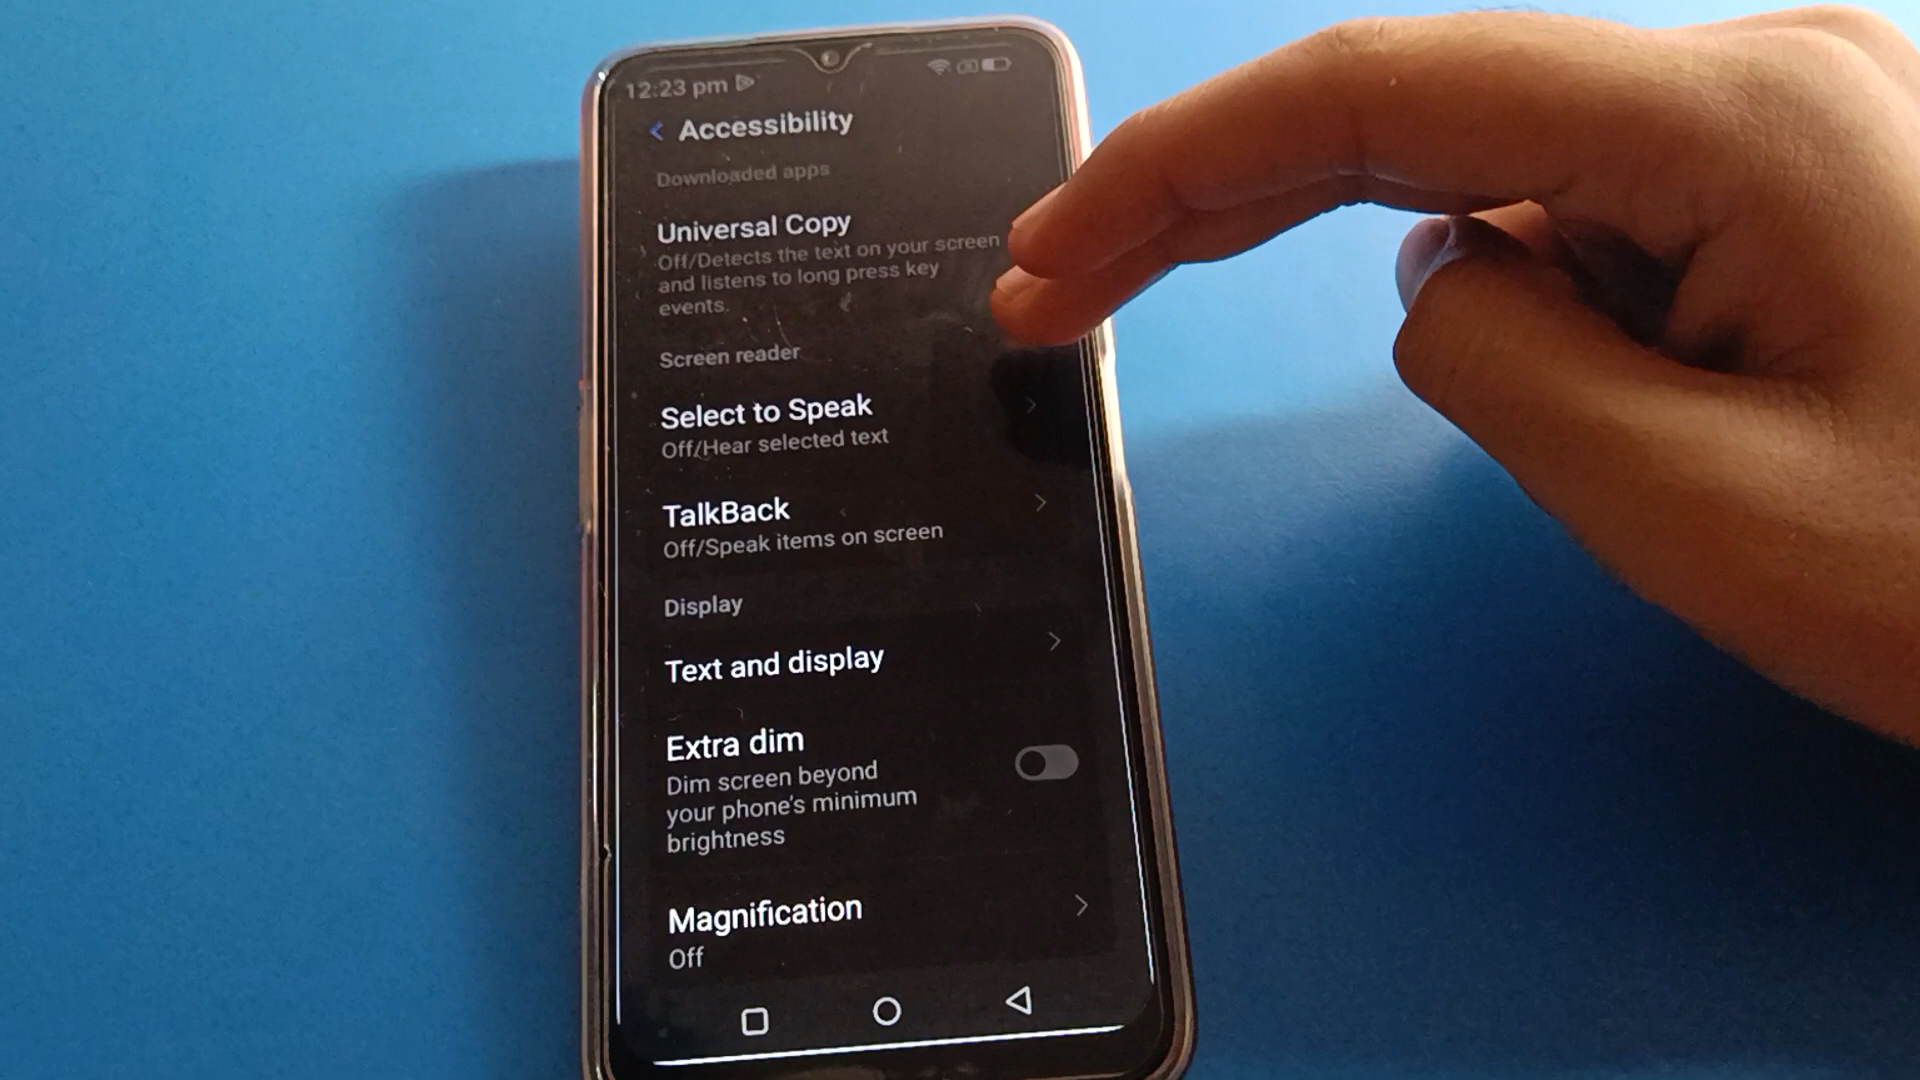 12:23 pm
Accessibility
Downloaded apps
Universal Copy
Off/Detects the text on your screen
and listens to long press key
events.
Screen reader
Select to Speak
Off/Hear selected text
TalkBack
Off/Speak items on screen
Display
Text and display
Extra dim
Dim screen beyond
your phone's minimum
brightness
Magnification
Off